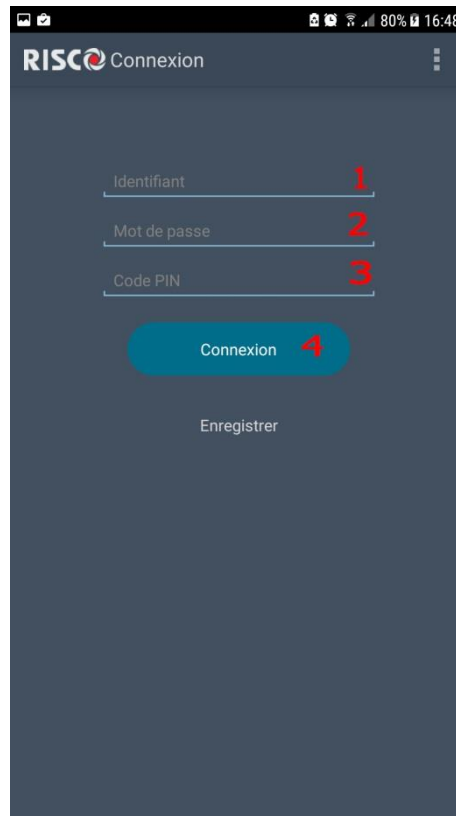 80% 16:48
RISCO Connexion
Identifiant 1
Mot de passe 2
Code PIN 3
Connexion 4
Enregistrer